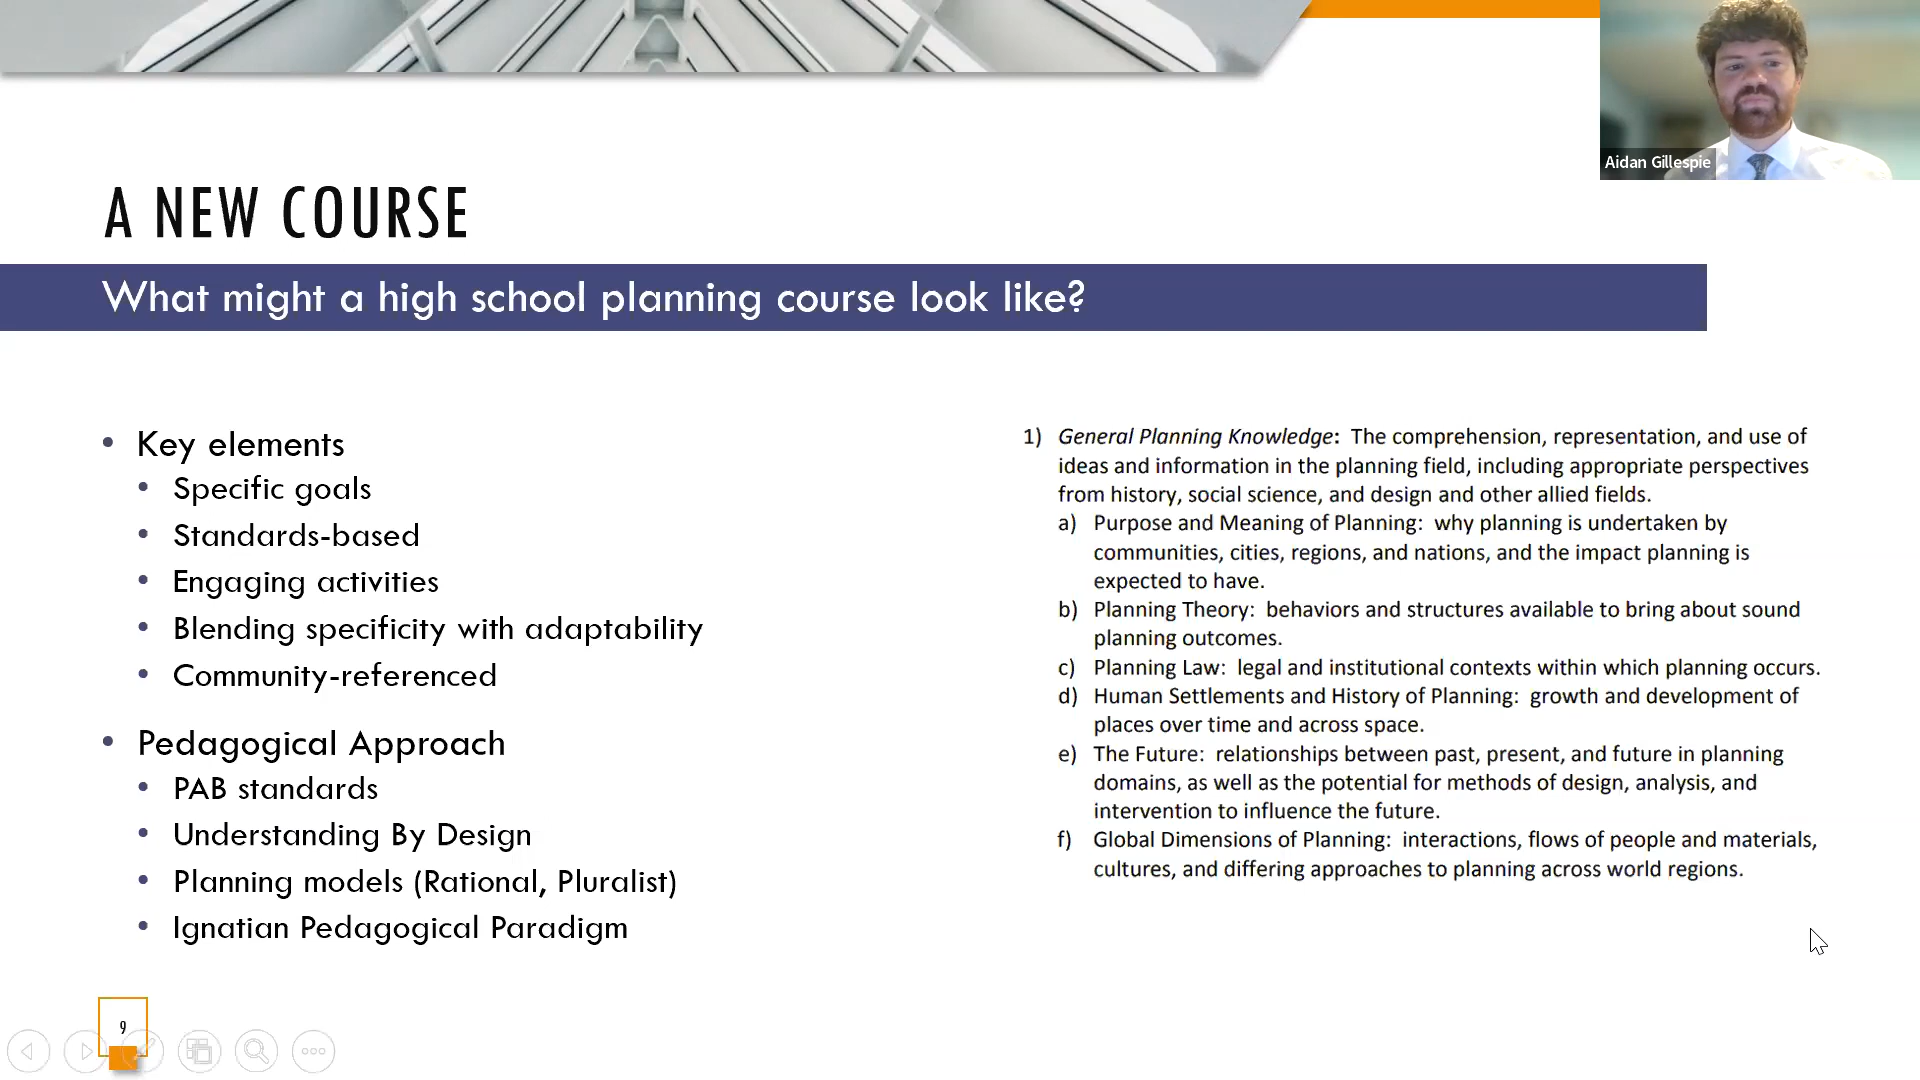 Aidan Gillespie
A NEW COURSE
What might a high school planning course look like?
• Key elements
• Specific goals
• Standards-based
• Engaging activities
• Blending specificity with adaptability
• Community-referenced
• Pedagogical Approach
• PAB standards
• Understanding By Design
• Planning models (Rational, Pluralist)
• Ignatian Pedagogical Paradigm
1) General Planning Knowledge: The comprehension, representation, and use of
ideas and information in the planning field, including appropriate perspectives
from history, social science, and design and other allied fields.
a) Purpose and Meaning of Planning: why planning is undertaken by
communities, cities, regions, and nations, and the impact planning is
expected to have.
b) Planning Theory: behaviors and structures available to bring about sound
planning outcomes.
c) Planning Law: legal and institutional contexts within which planning occurs.
d) Human Settlements and History of Planning: growth and development of
places over time and across space.
e) The Future: relationships between past, present, and future in planning
domains, as well as the potential for methods of design, analysis, and
intervention to influence the future.
f) Global Dimensions of Planning: interactions, flows of people and materials,
cultures, and differing approaches to planning across world regions.
9